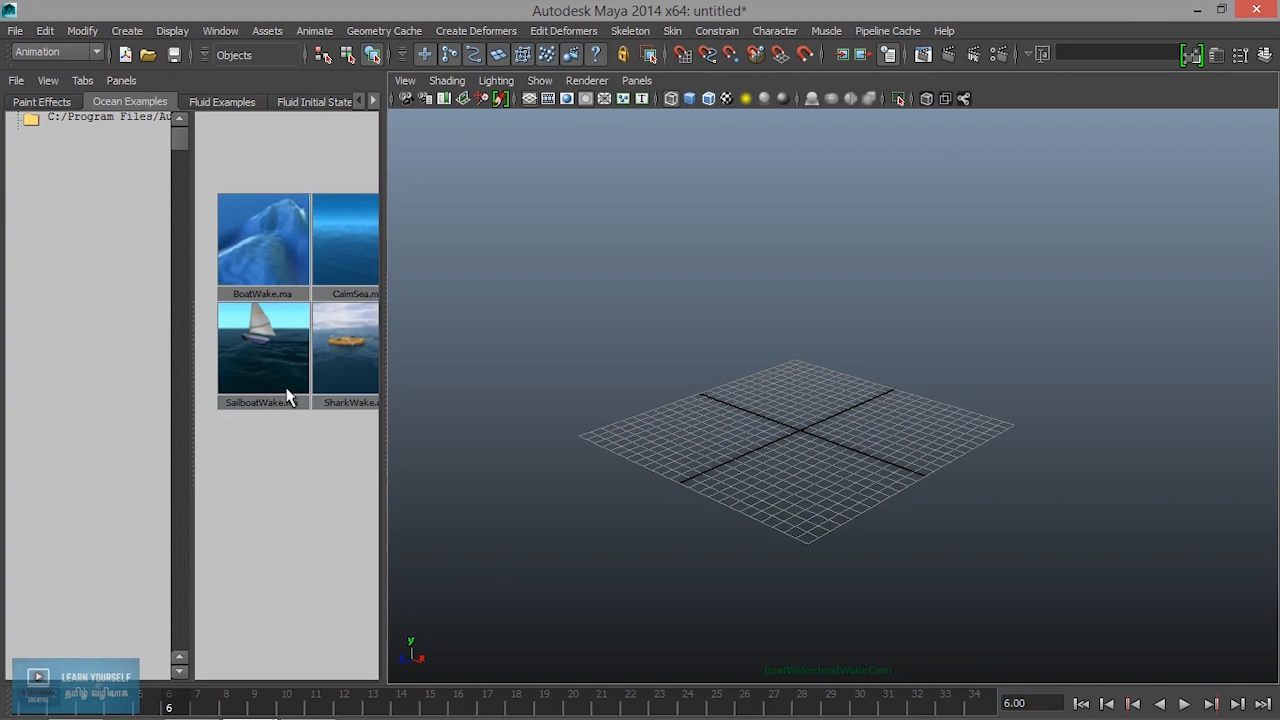 Autodesk Maya 2014 x64: untitled*
File Edit Modify Create Display Window Assets Animate Geometry Cache Create Deformers Edit Deformers Skeleton Skin Constrain Character Muscle Pipeline Cache Help
Animation Objects
File View Tabs Panels
View Shading Lighting Show Renderer Panels
Paint Effects Ocean Examples Fluid Examples Fluid Initial State
C:/Program Files/Au
BoatWake.ma CalmSea.m
SailboatWake. SharkWake.
y
BoatWake:boatWakeCam
LEARN YOURSELF
தமிழ் வழியாக
CREATIVE
5 6 7 8 9 10 11 12 13 14 15 16 17 18 19 20 21 22 23 24 25 26 27 28 29 30 31 32 33 34
6
6.00